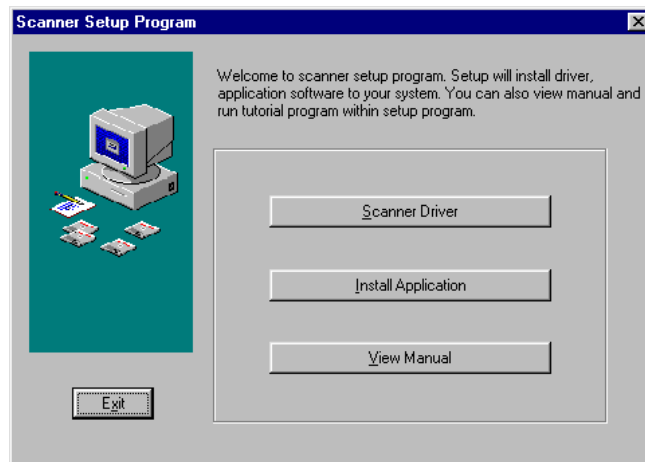 Scanner Setup Program
Welcome to scanner setup program. Setup will install driver,
application software to your system. You can also view manual and
run tutorial program within setup program.
Scanner Driver
Install Application
View Manual
Exit